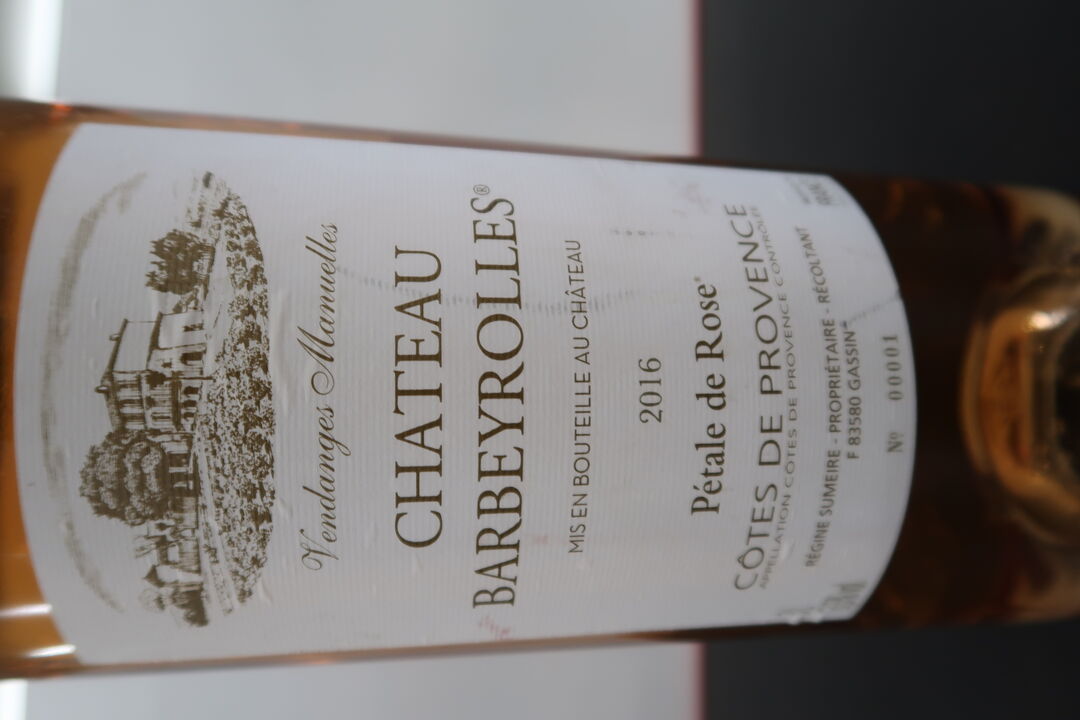 Vendanges Manuelles
CHATEAU
BARBEYROLLES®
MIS EN BOUTEILLE AU CHÂTEAU
2016
Pétale de Rose®
CÔTES DE PROVENCE
APPELLATION CÔTES DE PROVENCE CONTRÔLÉE
RÉGINE SUMEIRE - PROPRIÉTAIRE - RÉCOLTANT
F 83580 GASSIN
Nº 00001